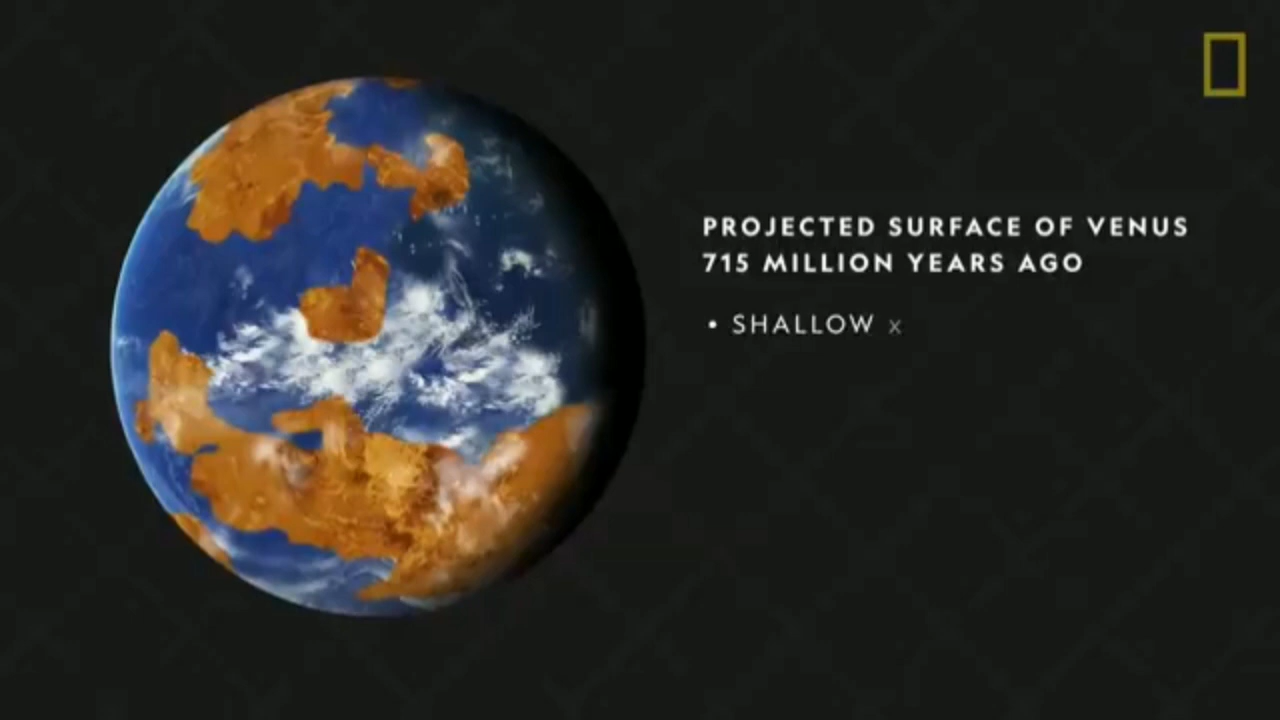 PROJECTED SURFACE OF VENUS
715 MILLION YEARS AGO
• SHALLOW x